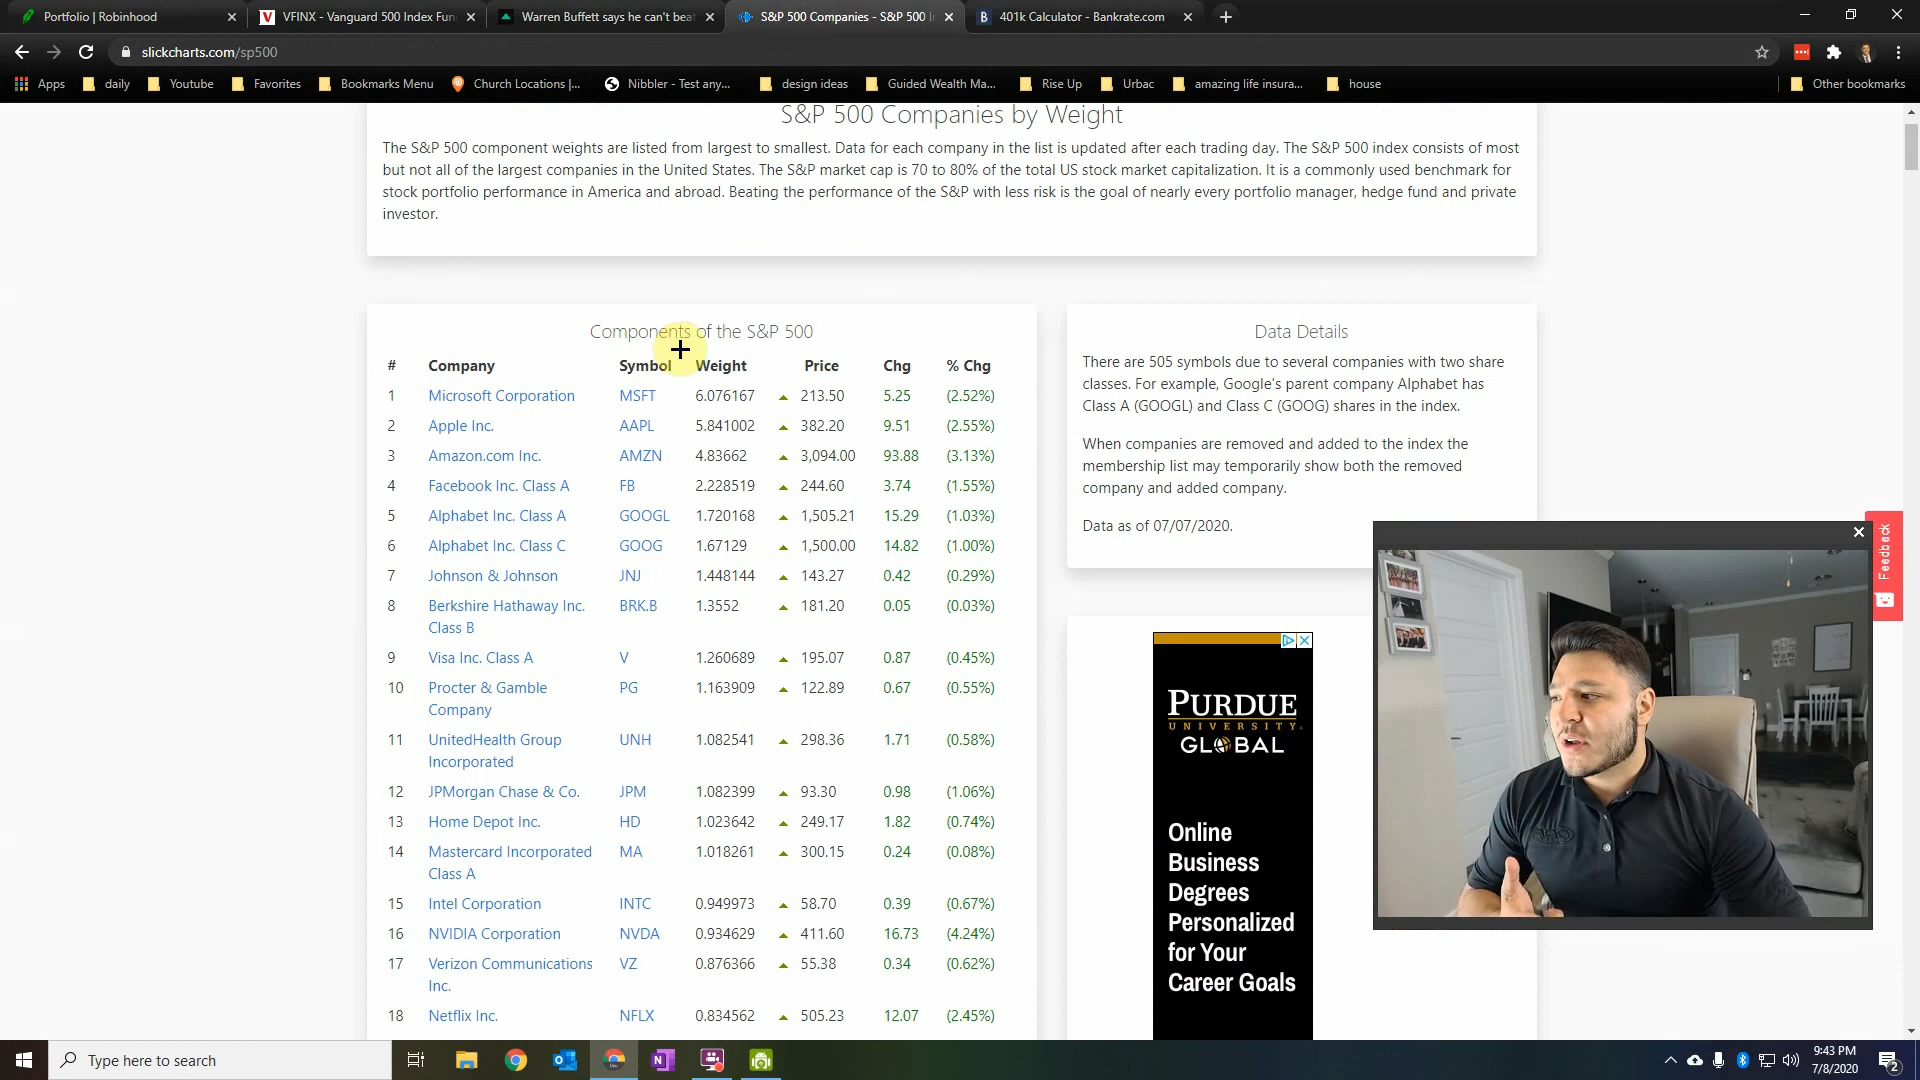 Portfolio | Robinhood
VFINX - Vanguard 500 Index Fun
Warren Buffett says he can't beat
S&P 500 Companies - S&P 500 I
401k Calculator - Bankrate.com
slickcharts.com/sp500
Apps
daily
Youtube
Favorites
Bookmarks Menu
Church Locations |...
Nibbler - Test any...
design ideas
Guided Wealth Ma...
Rise Up
Urbac
amazing life insura...
house
Other bookmarks
S&P 500 Companies by Weight
The S&P 500 component weights are listed from largest to smallest. Data for each company in the list is updated after each trading day. The S&P 500 index consists of most
but not all of the largest companies in the United States. The S&P market cap is 70 to 80% of the total US stock market capitalization. It is a commonly used benchmark for
stock portfolio performance in America and abroad. Beating the performance of the S&P with less risk is the goal of nearly every portfolio manager, hedge fund and private
investor.
Components of the S&P 500
# Company Symbol Weight Price Chg % Chg
1 Microsoft Corporation MSFT 6.076167 213.50 5.25 (2.52%)
2 Apple Inc. AAPL 5.841002 382.20 9.51 (2.55%)
3 Amazon.com Inc. AMZN 4.83662 3,094.00 93.88 (3.13%)
4 Facebook Inc. Class A FB 2.228519 244.60 3.74 (1.55%)
5 Alphabet Inc. Class A GOOGL 1.720168 1,505.21 15.29 (1.03%)
6 Alphabet Inc. Class C GOOG 1.67129 1,500.00 14.82 (1.00%)
7 Johnson & Johnson JNJ 1.448144 143.27 0.42 (0.29%)
8 Berkshire Hathaway Inc. BRK.B 1.3552 181.20 0.05 (0.03%)
Class B
9 Visa Inc. Class A V 1.260689 195.07 0.87 (0.45%)
10 Procter & Gamble PG 1.163909 122.89 0.67 (0.55%)
Company
11 UnitedHealth Group UNH 1.082541 298.36 1.71 (0.58%)
Incorporated
12 JPMorgan Chase & Co. JPM 1.082399 93.30 0.98 (1.06%)
13 Home Depot Inc. HD 1.023642 249.17 1.82 (0.74%)
14 Mastercard Incorporated MA 1.018261 300.15 0.24 (0.08%)
Class A
15 Intel Corporation INTC 0.949973 58.70 0.39 (0.67%)
16 NVIDIA Corporation NVDA 0.934629 411.60 16.73 (4.24%)
17 Verizon Communications VZ 0.876366 55.38 0.34 (0.62%)
Inc.
18 Netflix Inc. NFLX 0.834562 505.23 12.07 (2.45%)
Data Details
There are 505 symbols due to several companies with two share
classes. For example, Google's parent company Alphabet has
Class A (GOOGL) and Class C (GOOG) shares in the index.
When companies are removed and added to the index the
membership list may temporarily show both the removed
company and added company.
Data as of 07/07/2020.
Feedback
PURDUE
UNIVERSITY
GLOBAL
Online
Business
Degrees
Personalized
for Your
Career Goals
Type here to search
9:43 PM
7/8/2020
2